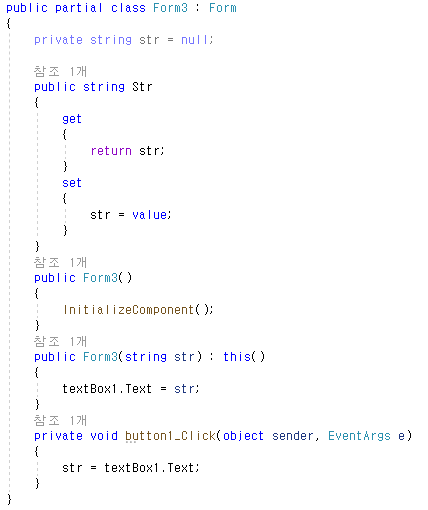 public partial class Form3 : Form
{
private string str = null;
참조 1개
public string Str
{
get
{
return str;
}
set
{
str = value;
}
}
참조 1개
public Form3()
{
InitializeComponent();
}
참조 1개
public Form3(string str) : this()
{
textBox1.Text = str;
}
참조 1개
private void button1_Click(object sender, EventArgs e)
{
str = textBox1.Text;
}
}